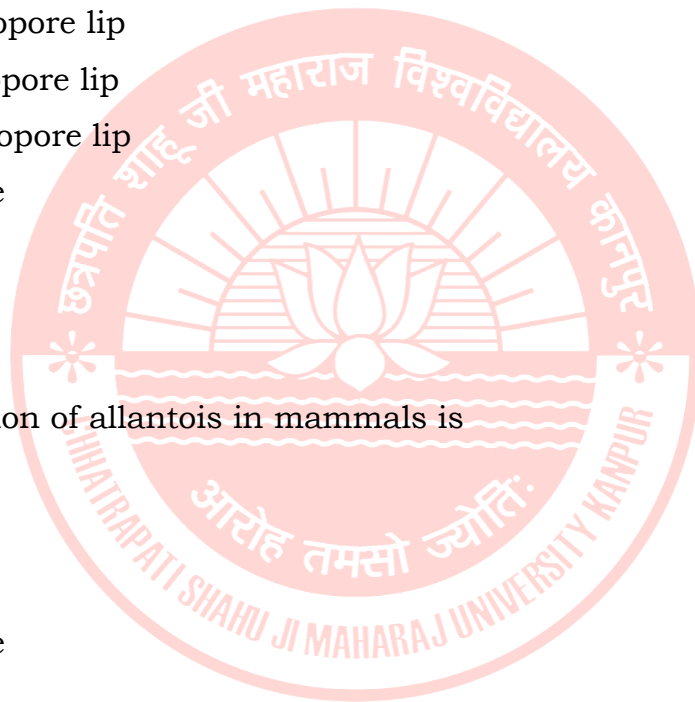 opore lip
pore lip
opore lip
e
छत्रपति शाहू जी महाराज विश्वविद्यालय कानपुर
ion of allantois in mammals is
आरोह तमसो ज्योतिः
CHHATRAPATI SHAHU JI MAHARAJ UNIVERSITY KANPUR
e